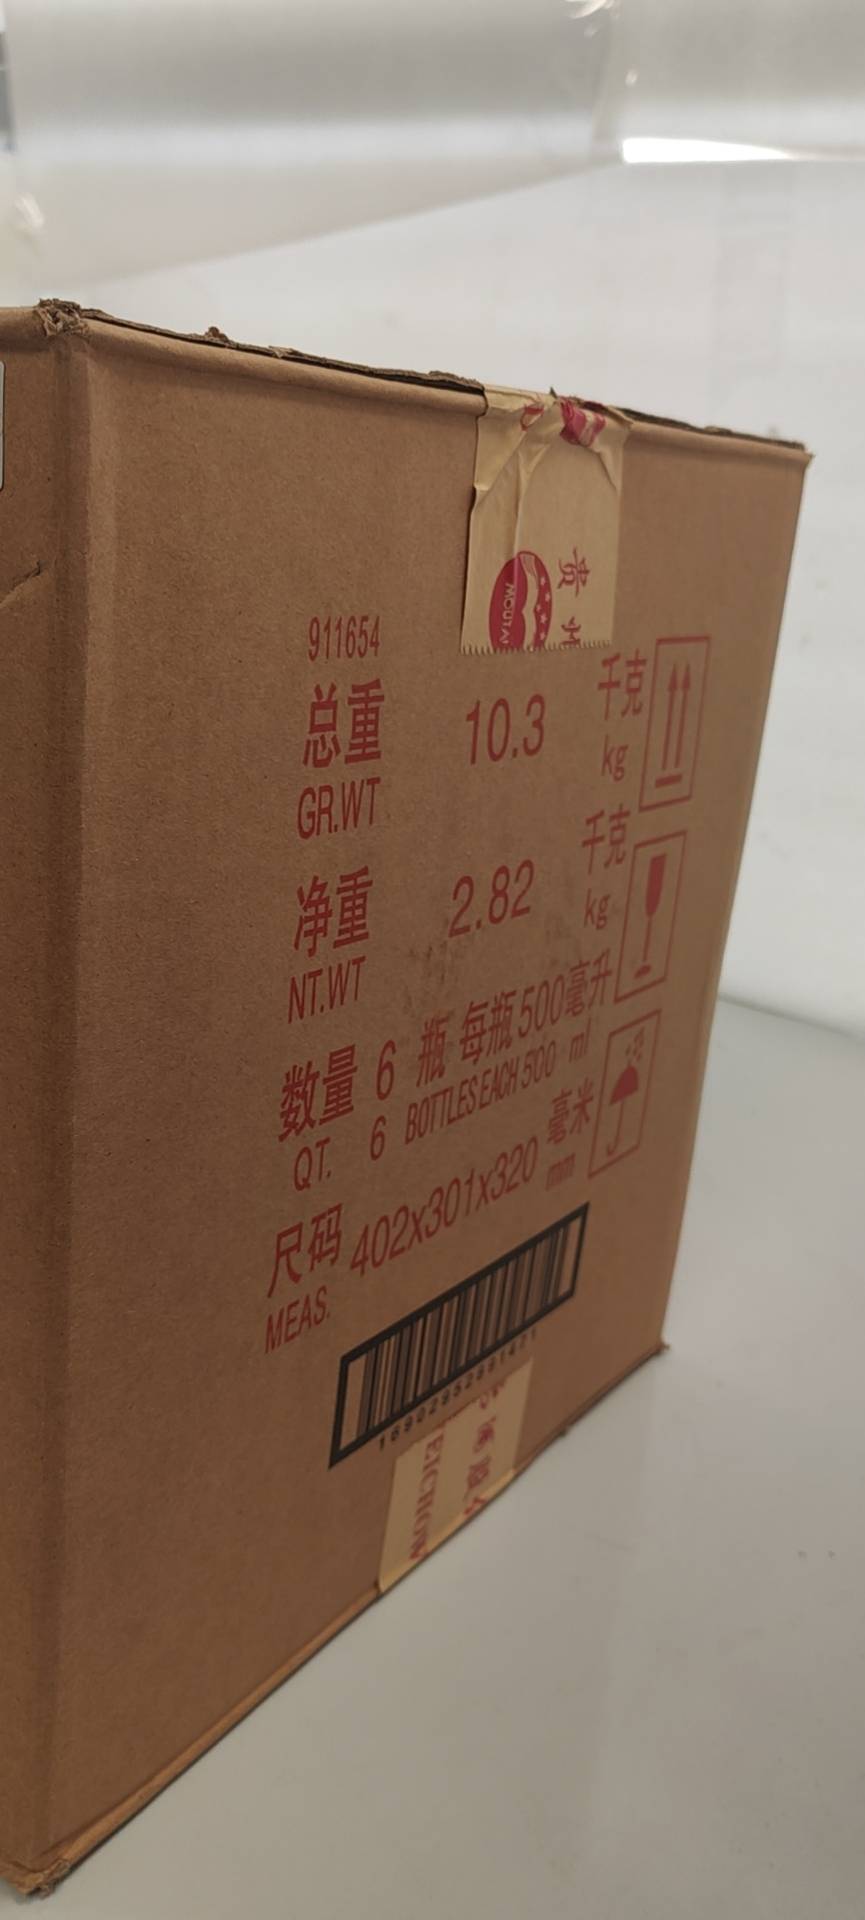 贵州
MOUTAI
911654
总重 10.3 千克
GR.WT kg
净重 2.82 千克
NT.WT kg
数量 6 瓶 每瓶 500 毫升
QT. 6 BOTTLES EACH 500 ml
尺码 402x301x320 毫米
MEAS. mm